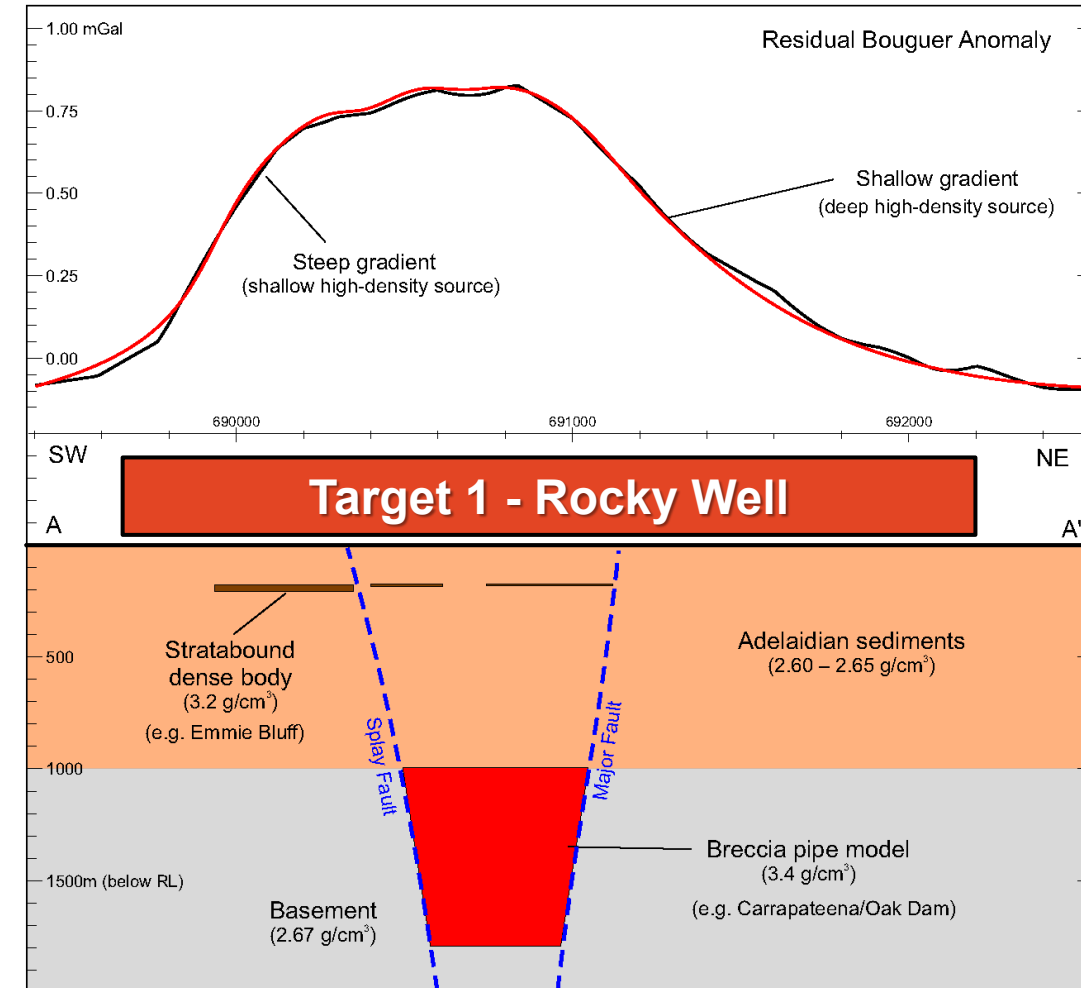 1.00 mGal
Residual Bouguer Anomaly
0.75
Shallow gradient
(deep high-density source)
0.50
Steep gradient
(shallow high-density source)
0.25
0.00
690000
691000
692000
SW
NE
Target 1 - Rocky Well
A
A'
Stratabound
dense body
(3.2 g/cm³)
(e.g. Emmie Bluff)
Adelaidian sediments
(2.60 – 2.65 g/cm³)
500
Splay Fault
Major Fault
1000
Breccia pipe model
(3.4 g/cm³)
(e.g. Carrapateena/Oak Dam)
1500m (below RL)
Basement
(2.67 g/cm³)